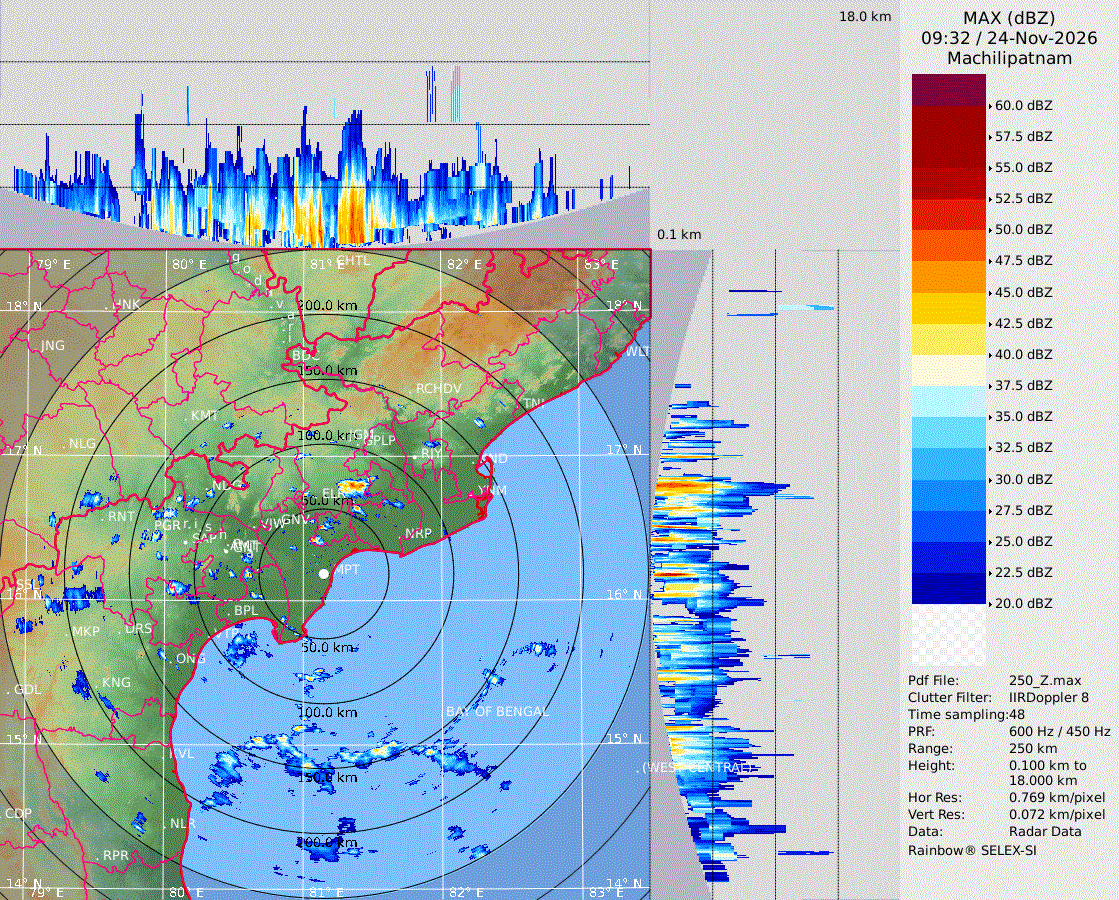 18.0 km
0.1 km
MAX (dBZ)
09:32 / 24-Nov-2026
Machilipatnam
60.0 dBZ
57.5 dBZ
55.0 dBZ
52.5 dBZ
50.0 dBZ
47.5 dBZ
45.0 dBZ
42.5 dBZ
40.0 dBZ
37.5 dBZ
35.0 dBZ
32.5 dBZ
30.0 dBZ
27.5 dBZ
25.0 dBZ
22.5 dBZ
20.0 dBZ
Pdf File: 250_Z.max
Clutter Filter: IIRDoppler 8
Time sampling:48
PRF: 600 Hz / 450 Hz
Range: 250 km
Height: 0.100 km to
18.000 km
Hor Res: 0.769 km/pixel
Vert Res: 0.072 km/pixel
Data: Radar Data
Rainbow® SELEX-SI
79° E
80° E
81° E
82° E
83° E
CHTL
18° N
HNK
200.0 km
18° N
JNG
BDC
WLT
150.0 km
RCHDV
KMT
100.0 km
NLG
GPLP
17° N
RJY
17° N
50.0 km
RNT
PGR
VJW
GNV
NRP
MPT
16° N
16° N
BPL
MKP
DRS
50.0 km
ONG
GDL
KNG
100.0 km
BAY OF BENGAL
15° N
15° N
(WEST CENTRAL)
150.0 km
CDP
NLR
200.0 km
RPR
14° N
14° N
79° E
80° E
81° E
82° E
83° E